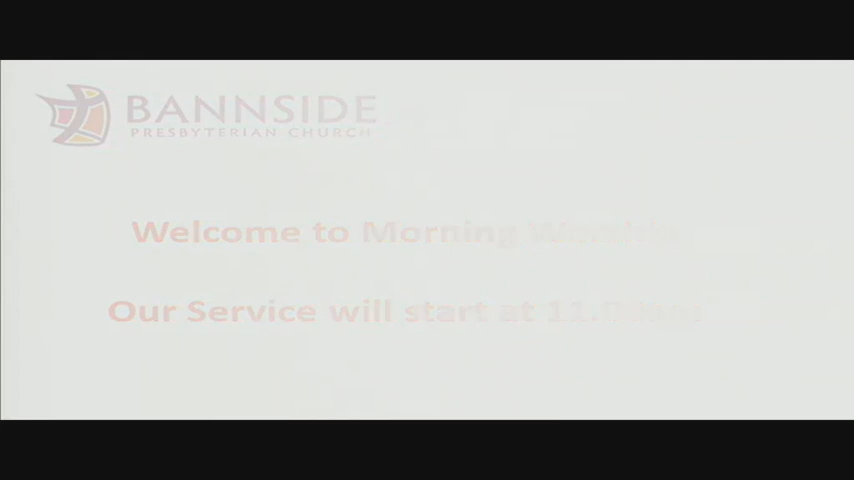 BANNSIDE
PRESBYTERIAN CHURCH
Welcome to Morning
Our Service will start at